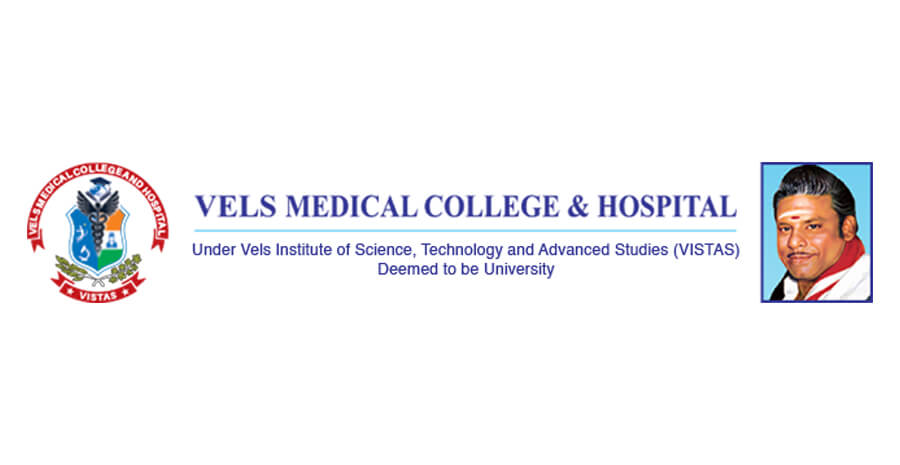 VELS MEDICAL COLLEGE AND HOSPITAL
VISTAS
VELS MEDICAL COLLEGE & HOSPITAL
Under Vels Institute of Science, Technology and Advanced Studies (VISTAS)
Deemed to be University